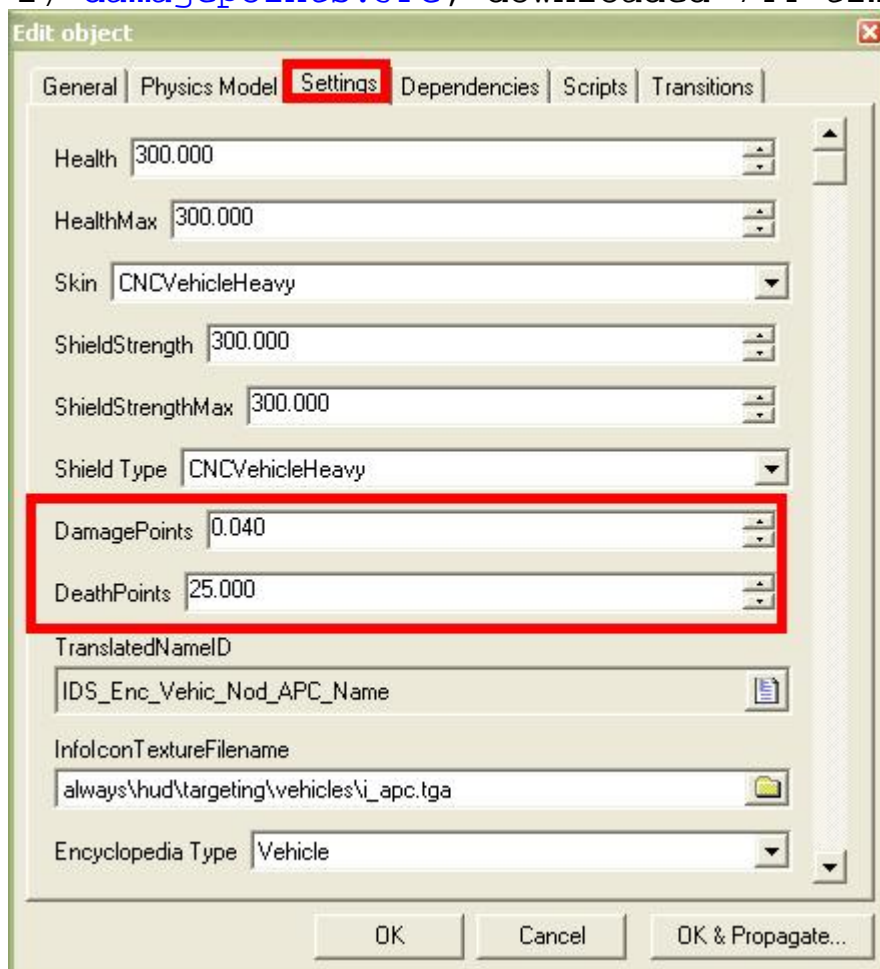 Edit object
General Physics Model Settings Dependencies Scripts Transitions
Health 300.000
HealthMax 300.000
Skin CNCVehicleHeavy
ShieldStrength 300.000
ShieldStrengthMax 300.000
Shield Type CNCVehicleHeavy
DamagePoints 0.040
DeathPoints 25.000
TranslatedNameID
IDS_Enc_Vehic_Nod_APC_Name
InfoIconTextureFilename
always\hud\targeting\vehicles\i_apc.tga
Encyclopedia Type Vehicle
OK Cancel OK & Propagate...